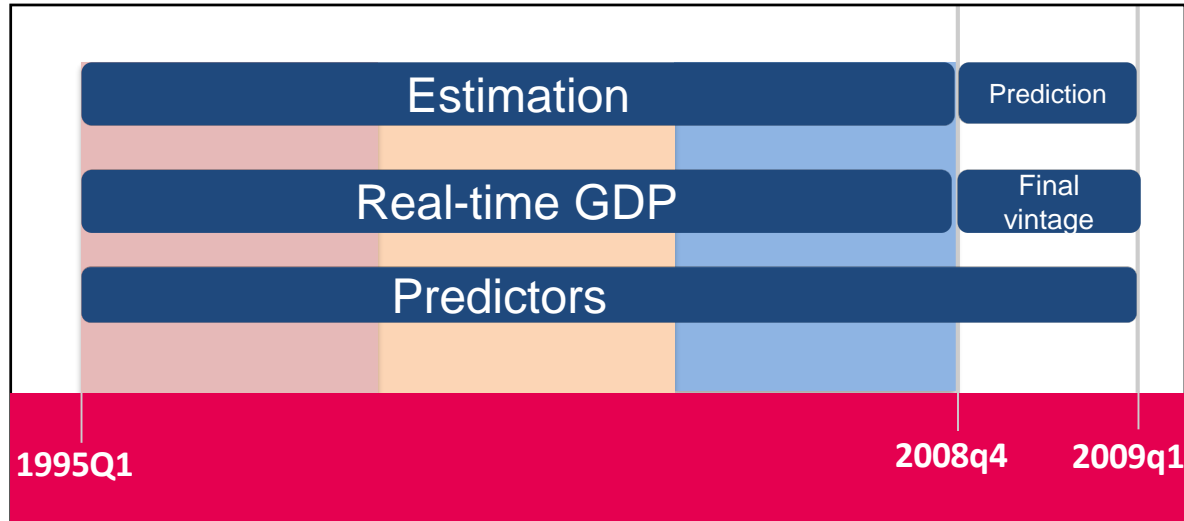 Estimation
Prediction
Real-time GDP
Final
vintage
Predictors
1995Q1
2008q4
2009q1